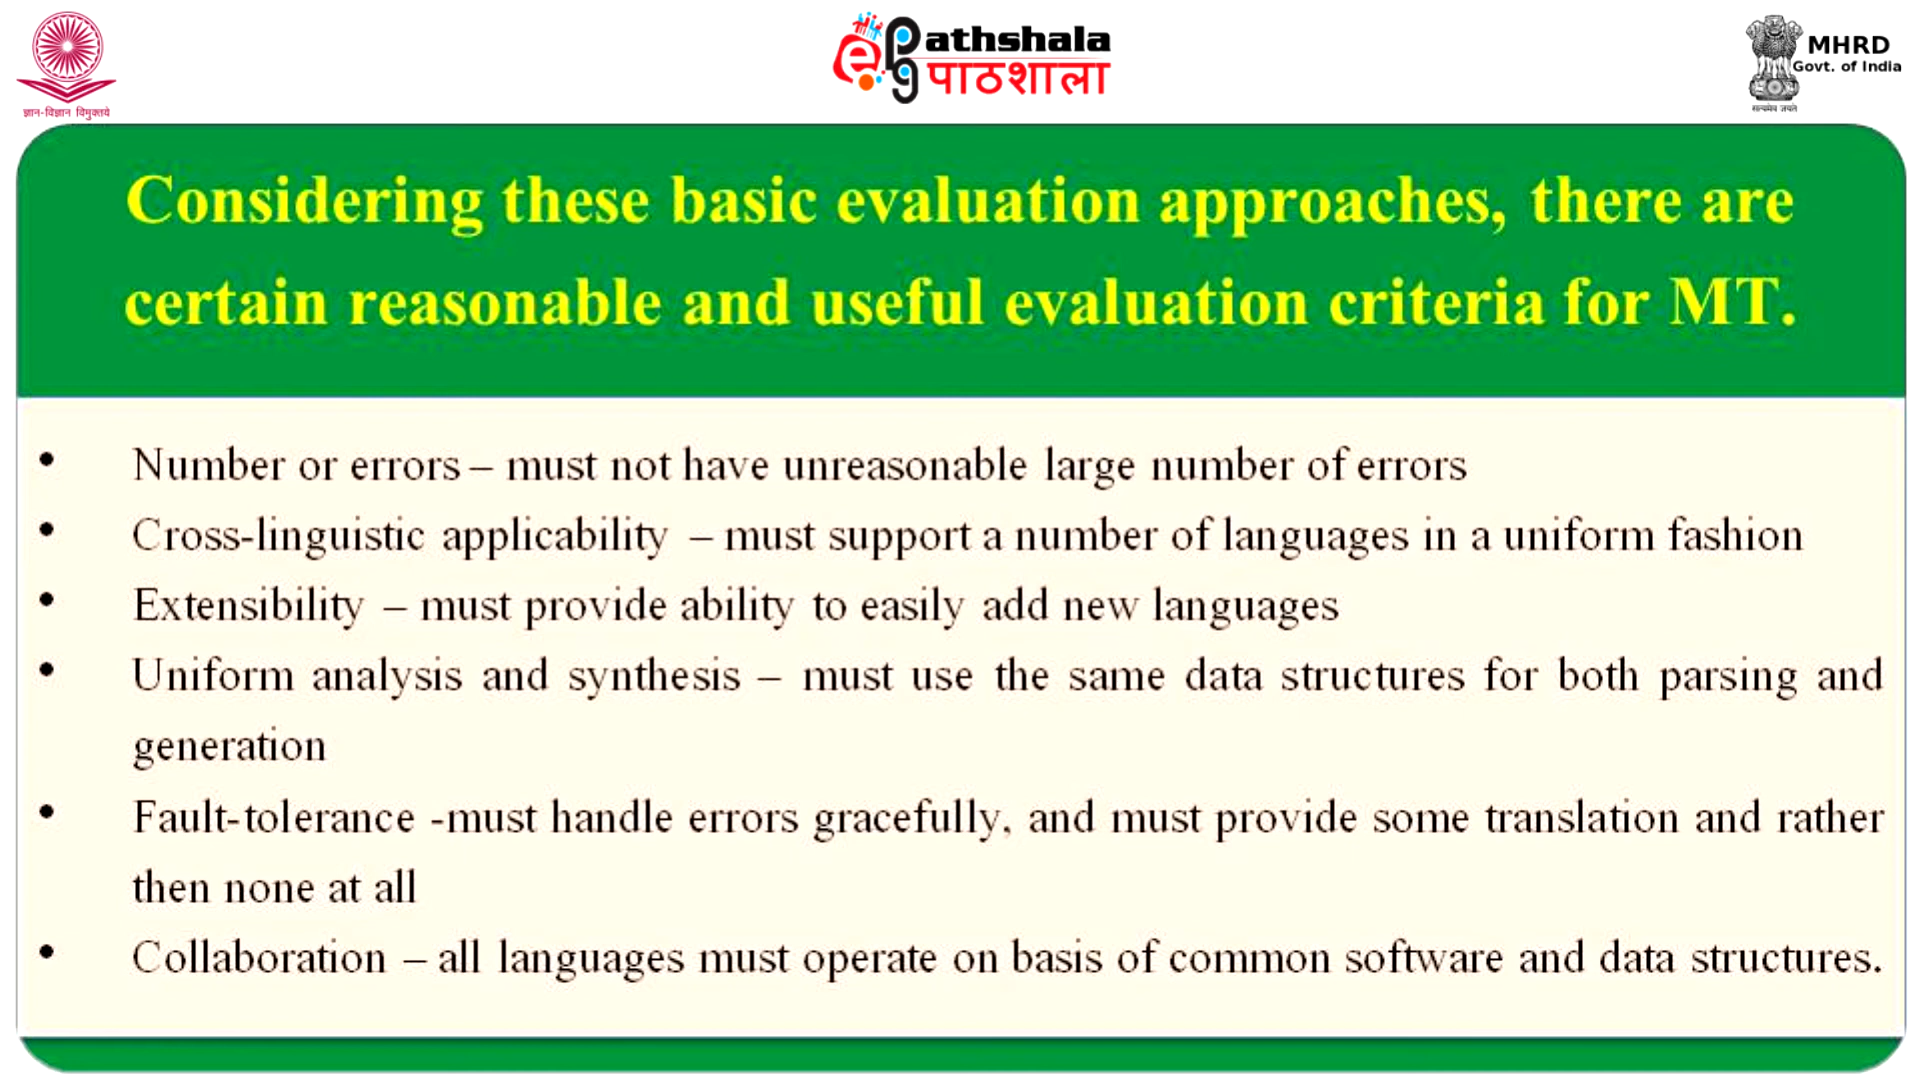 ज्ञान-विज्ञान विमुक्तये
ePG Pathshala
पाठशाला
MHRD
Govt. of India
सत्यमेव जयते
Considering these basic evaluation approaches, there are
certain reasonable and useful evaluation criteria for MT.
• Number or errors – must not have unreasonable large number of errors
• Cross-linguistic applicability – must support a number of languages in a uniform fashion
• Extensibility – must provide ability to easily add new languages
• Uniform analysis and synthesis – must use the same data structures for both parsing and
generation
• Fault-tolerance -must handle errors gracefully, and must provide some translation and rather
then none at all
• Collaboration – all languages must operate on basis of common software and data structures.